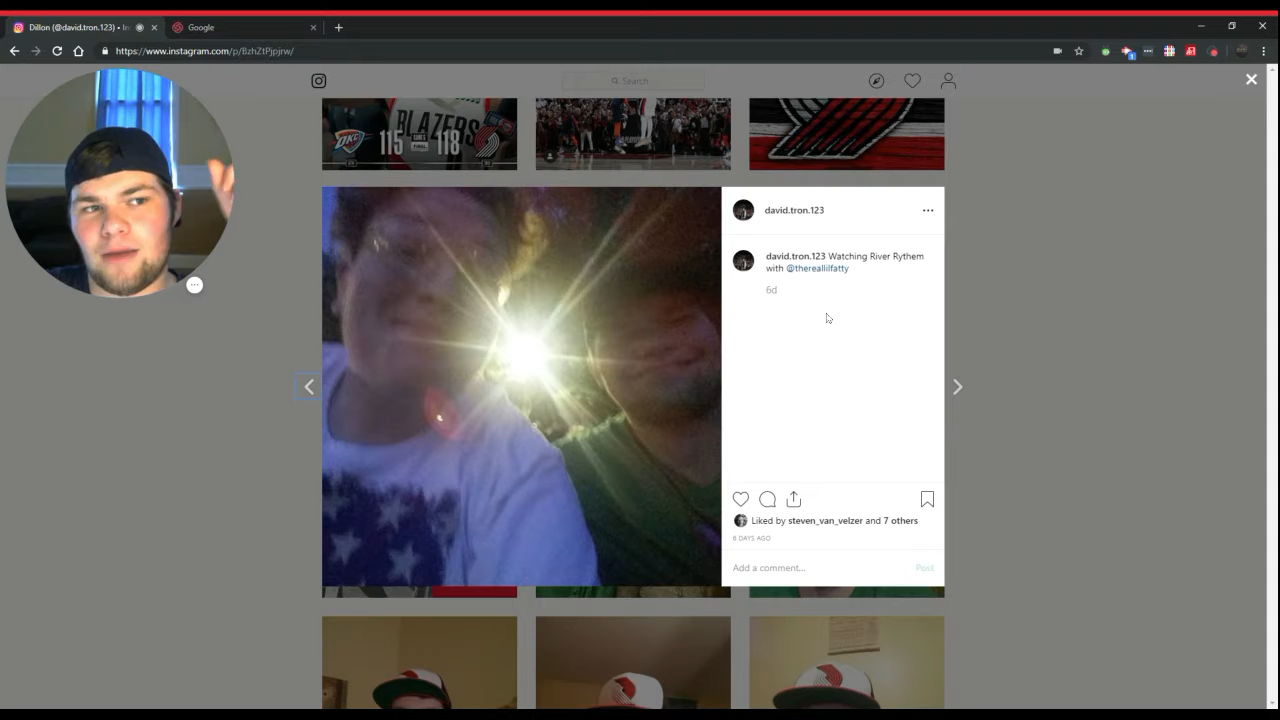 Dillon (@david.tron.123) • In
Google
https://www.instagram.com/p/BzhZtPjpjrw/
Search
BLAZERS
OKC
115
118
FINAL
david.tron.123
david.tron.123 Watching River Rythem
with @thereallilfatty
6d
Liked by steven_van_velzer and 7 others
6 DAYS AGO
Add a comment...
Post